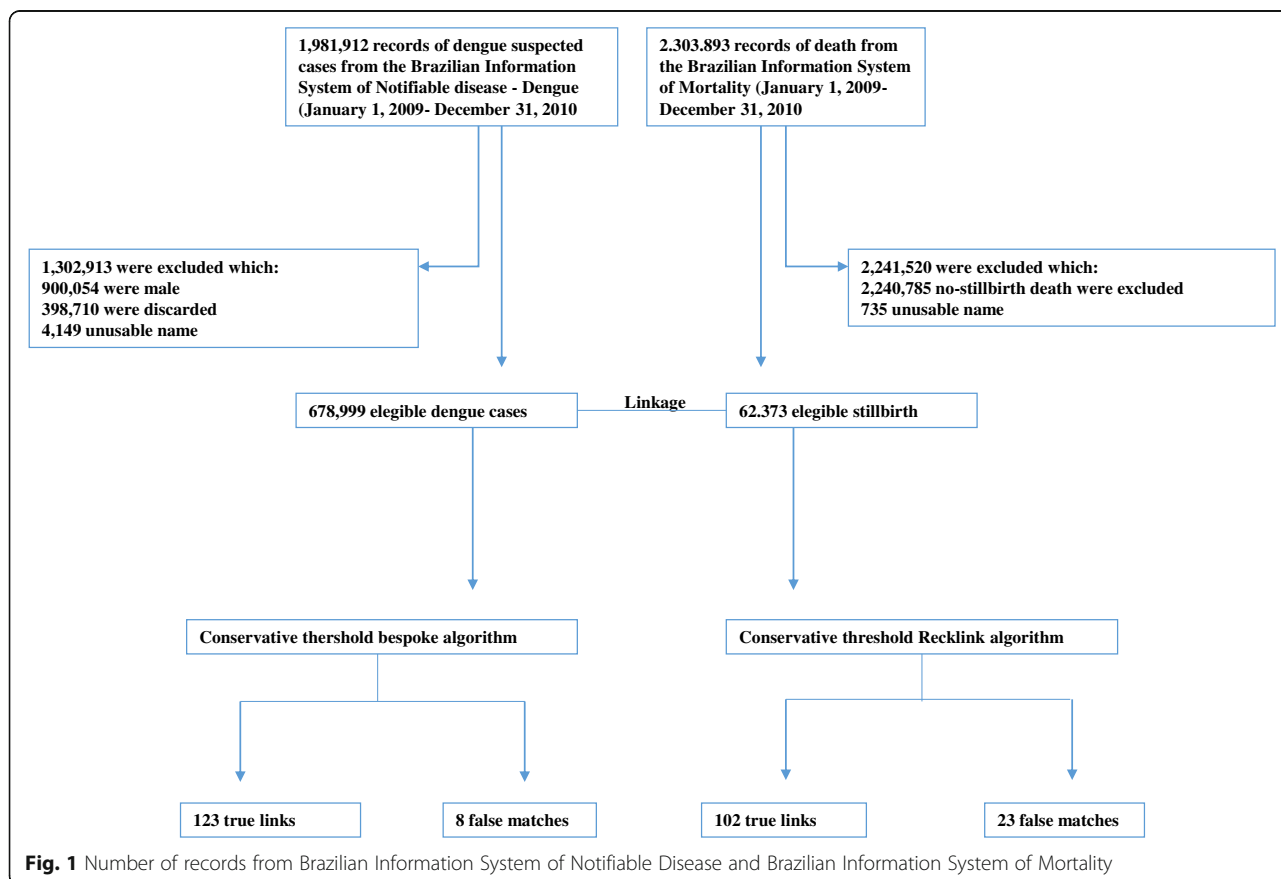 1,981,912 records of dengue suspected
cases from the Brazilian Information
System of Notifiable disease - Dengue
(January 1, 2009- December 31, 2010
2.303.893 records of death from
the Brazilian Information System
of Mortality (January 1, 2009-
December 31, 2010
1,302,913 were excluded which:
900,054 were male
398,710 were discarded
4,149 unusable name
2,241,520 were excluded which:
2,240,785 no-stillbirth death were excluded
735 unusable name
678,999 elegible dengue cases
Linkage
62.373 elegible stillbirth
Conservative thershold bespoke algorithm
Conservative threshold Recklink algorithm
123 true links
8 false matches
102 true links
23 false matches
Fig. 1 Number of records from Brazilian Information System of Notifiable Disease and Brazilian Information System of Mortality